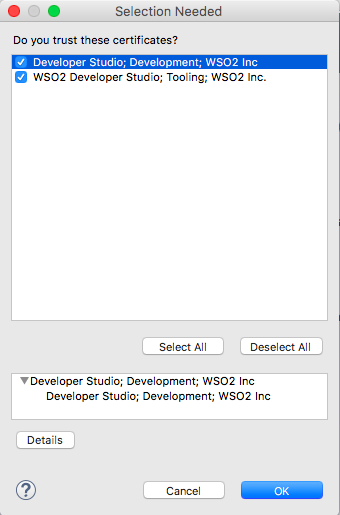 Selection Needed
Do you trust these certificates?
Developer Studio; Development; WSO2 Inc
WSO2 Developer Studio; Tooling; WSO2 Inc.
Select All
Deselect All
Developer Studio; Development; WSO2 Inc
Developer Studio; Development; WSO2 Inc
Details
?
Cancel
OK